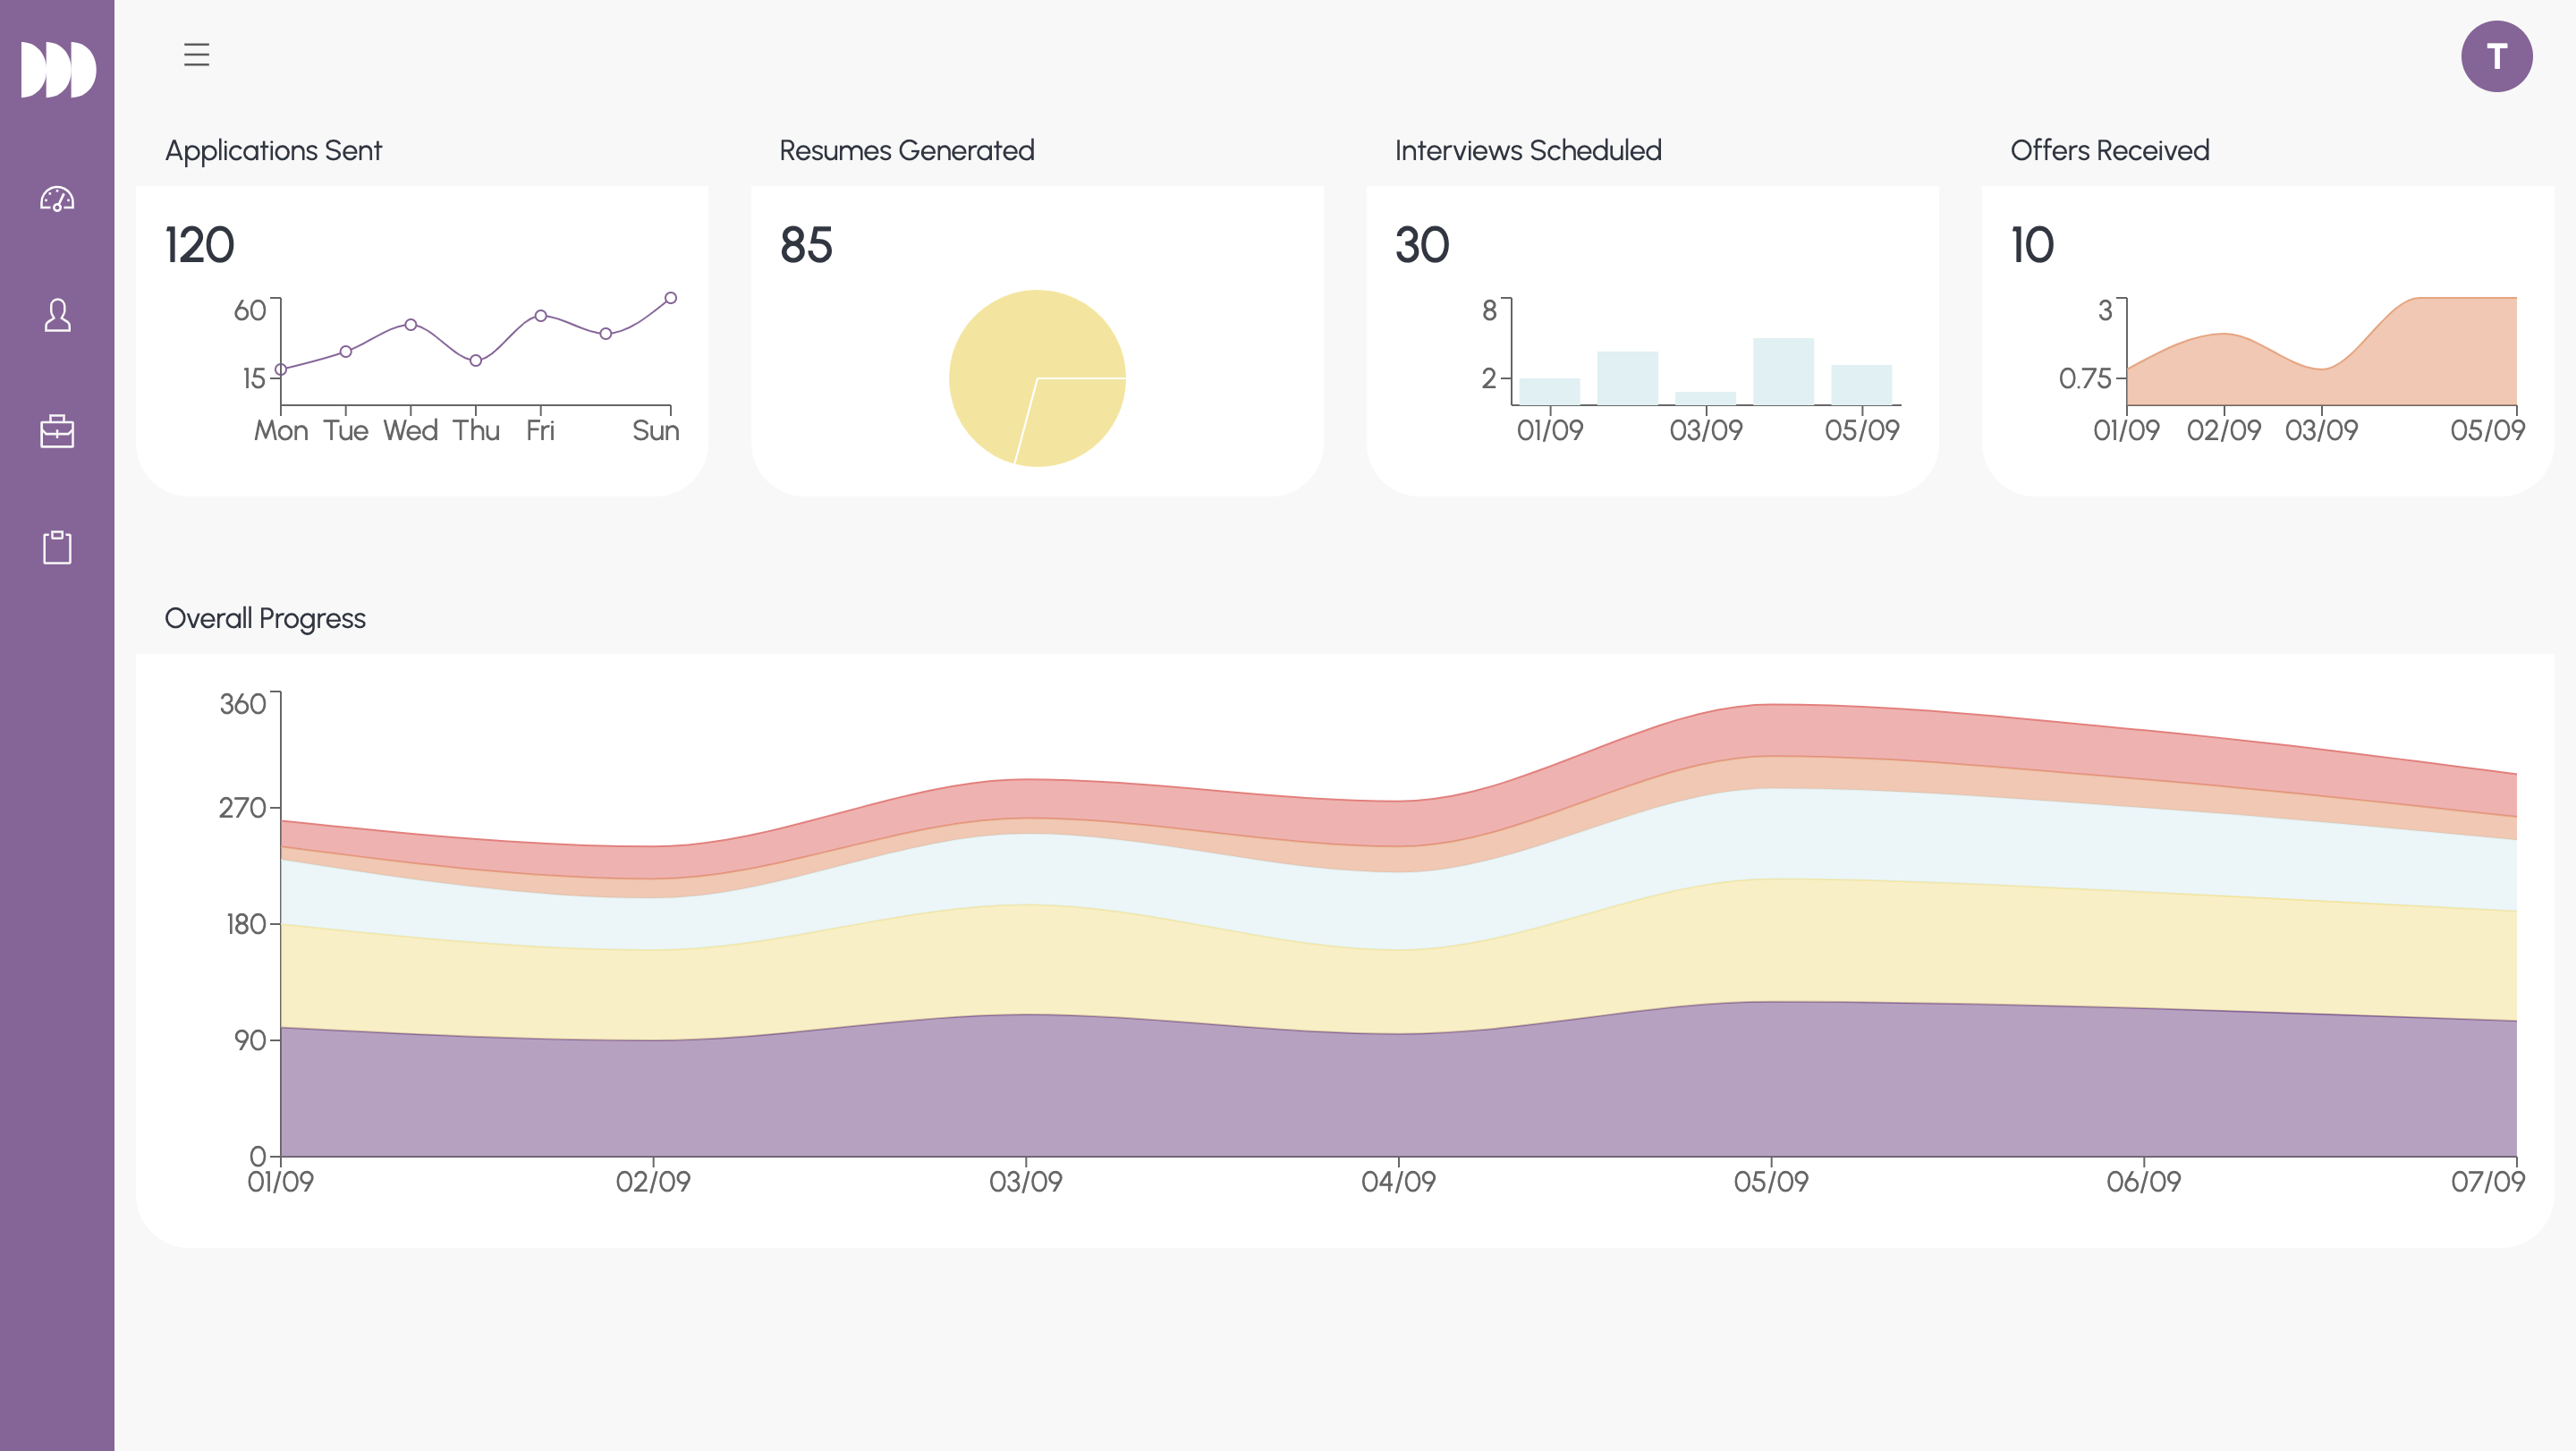 T
Applications Sent
Resumes Generated
Interviews Scheduled
Offers Received
120
60
15
Mon Tue Wed Thu Fri Sun
85
30
8
2
01/09 03/09 05/09
10
3
0.75
01/09 02/09 03/09 05/09
Overall Progress
360
270
180
90
0
01/09 02/09 03/09 04/09 05/09 06/09 07/09